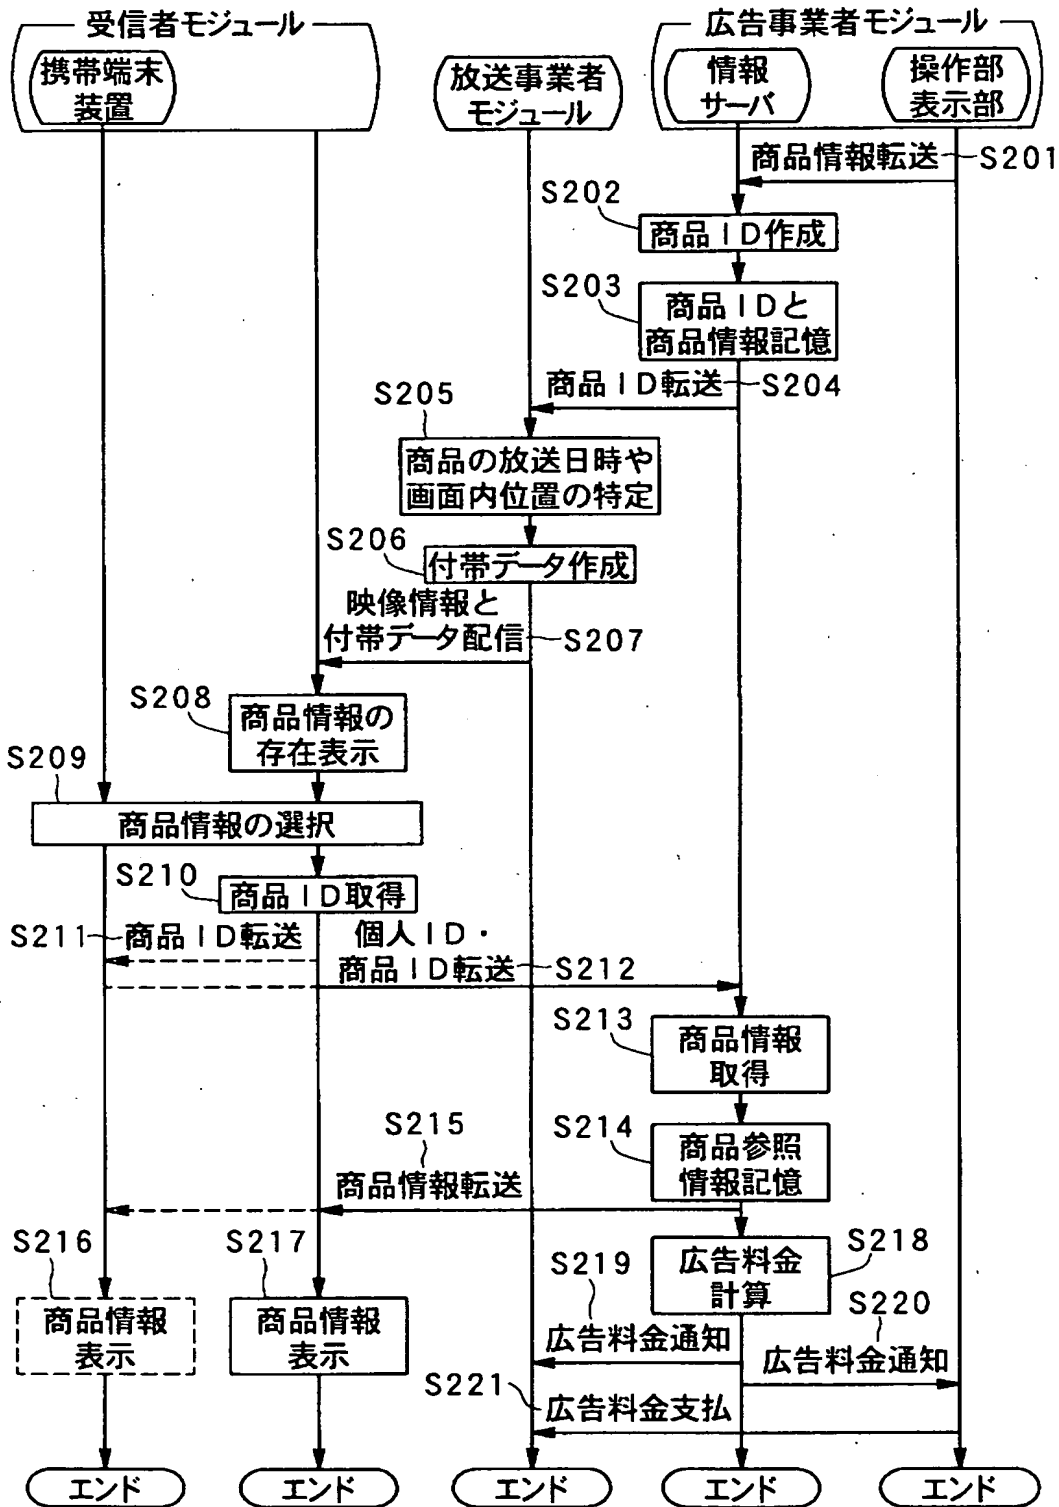 受信者モジュール
広告事業者モジュール
携帯端末
装置
放送事業者
モジュール
情報
サーバ
操作部
表示部
商品情報転送
S201
S202
商品ID作成
S203
商品IDと
商品情報記憶
商品ID転送
S204
S205
商品の放送日時や
画面内位置の特定
S206
付帯データ作成
映像情報と
付帯データ配信
S207
S208
商品情報の
存在表示
S209
商品情報の選択
S210
商品ID取得
S211
商品ID転送
個人ID・
商品ID転送
S212
S213
商品情報
取得
S214
商品参照
情報記憶
S215
商品情報転送
S216
商品情報
表示
S217
商品情報
表示
S218
広告料金
計算
S219
広告料金通知
S220
広告料金通知
S221
広告料金支払
エンド
エンド
エンド
エンド
エンド